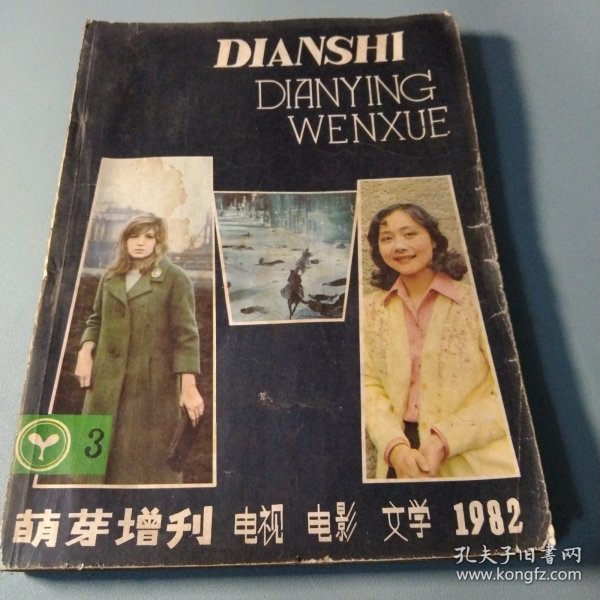 DIANSHI
DIANYING
WENXUE
3
萌芽增刊 电视 电影 文学 1982
孔夫子旧书网
www.kongfz.com